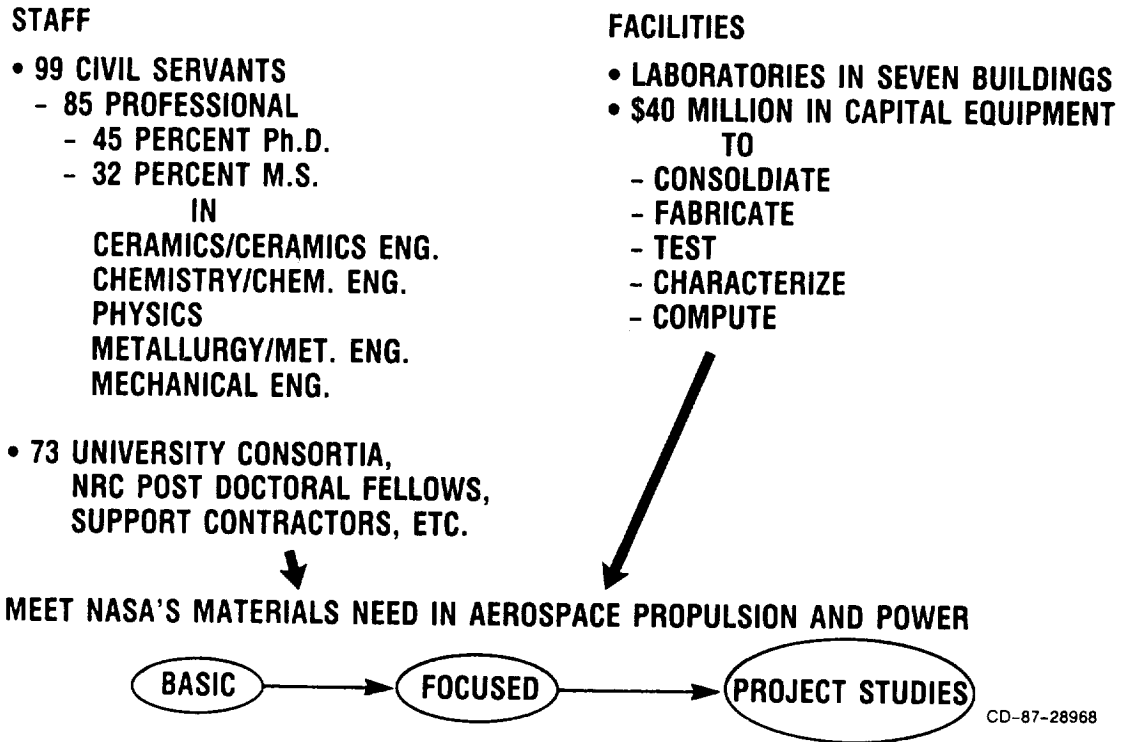 STAFF
• 99 CIVIL SERVANTS
- 85 PROFESSIONAL
- 45 PERCENT Ph.D.
- 32 PERCENT M.S.
IN
CERAMICS/CERAMICS ENG.
CHEMISTRY/CHEM. ENG.
PHYSICS
METALLURGY/MET. ENG.
MECHANICAL ENG.
• 73 UNIVERSITY CONSORTIA,
NRC POST DOCTORAL FELLOWS,
SUPPORT CONTRACTORS, ETC.
FACILITIES
• LABORATORIES IN SEVEN BUILDINGS
• $40 MILLION IN CAPITAL EQUIPMENT
TO
- CONSOLDIATE
- FABRICATE
- TEST
- CHARACTERIZE
- COMPUTE
MEET NASA'S MATERIALS NEED IN AEROSPACE PROPULSION AND POWER
BASIC
FOCUSED
PROJECT STUDIES
CD-87-28968